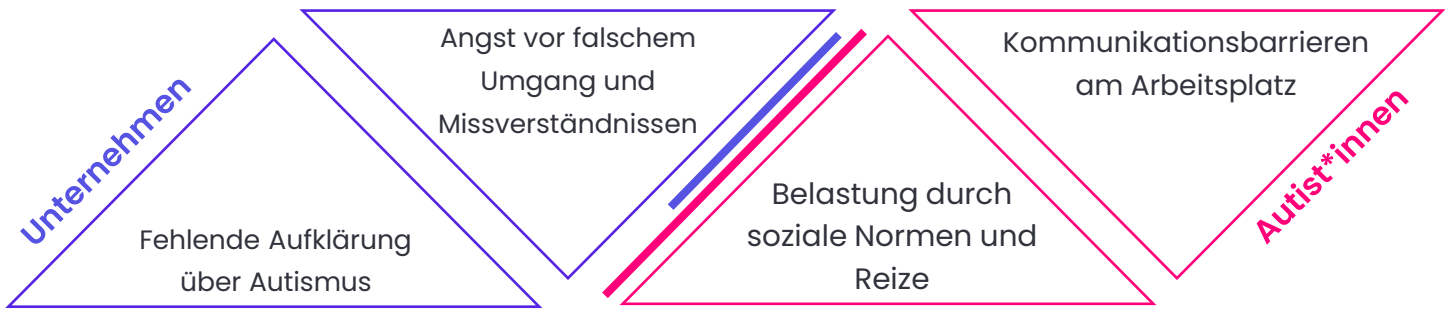 Unternehmen
Fehlende Aufklärung
über Autismus
Angst vor falschem
Umgang und
Missverständnissen
Belastung durch
soziale Normen und
Reize
Kommunikationsbarrieren
am Arbeitsplatz
Autist*innen